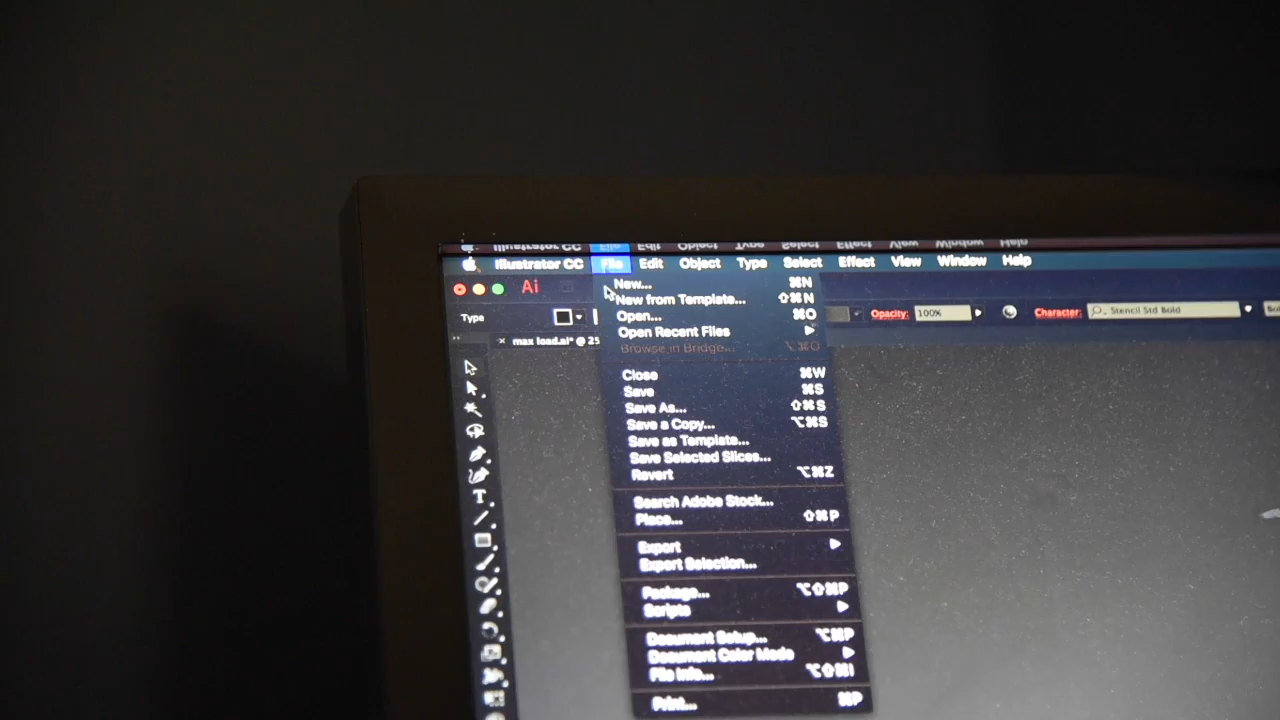 Illustrator CC File Edit Object Type Select Effect View Window Help
Ai
New... ⌘N
New from Template... ⇧⌘N
Open... ⌘O
Open Recent Files
Browse in Bridge... ⌥⌘O
Close ⌘W
Save ⌘S
Save As... ⇧⌘S
Save a Copy... ⌥⌘S
Save as Template...
Save Selected Slices...
Revert ⌥⌘Z
Search Adobe Stock...
Place... ⇧⌘P
Export
Export Selection...
Package... ⌥⇧⌘P
Scripts
Document Setup... ⌥⌘P
Document Color Mode
File Info... ⌥⇧⌘I
Print... ⌘P
Type
Opacity: 100% Character: Stencil Std Bold
× max load.ai* @ 25